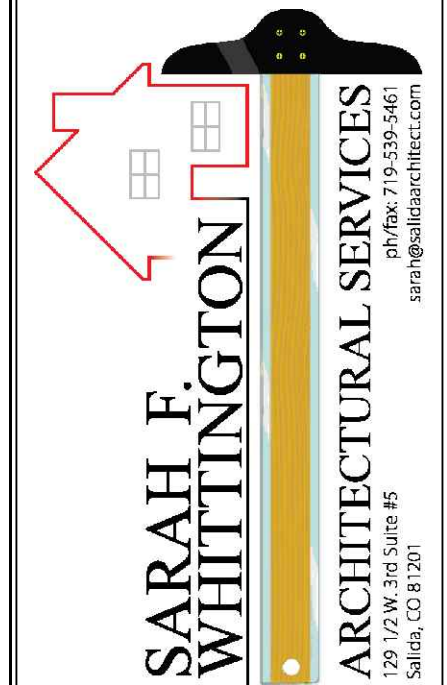 SARAH F.
WHITTINGTON
ARCHITECTURAL SERVICES
129 1/2 W. 3rd Suite #5
Salida, CO 81201
ph/fax: 719-539-5461
sarah@salidaarchitect.com